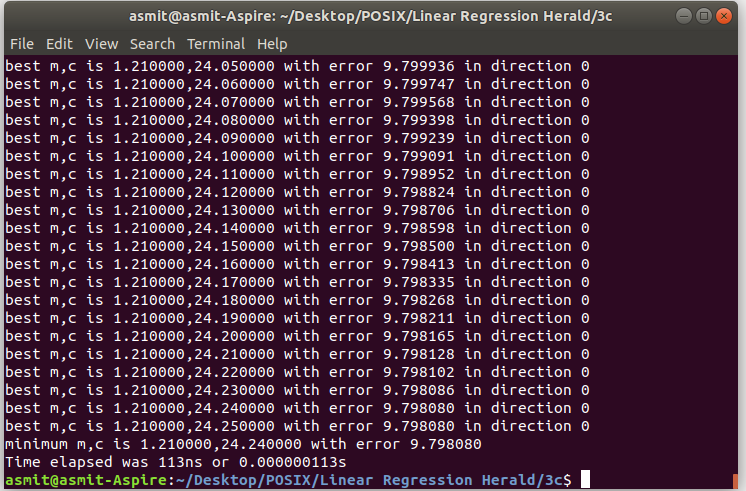 asmit@asmit-Aspire: ~/Desktop/POSIX/Linear Regression Herald/3c
File Edit View Search Terminal Help
best m,c is 1.210000,24.050000 with error 9.799936 in direction 0
best m,c is 1.210000,24.060000 with error 9.799747 in direction 0
best m,c is 1.210000,24.070000 with error 9.799568 in direction 0
best m,c is 1.210000,24.080000 with error 9.799398 in direction 0
best m,c is 1.210000,24.090000 with error 9.799239 in direction 0
best m,c is 1.210000,24.100000 with error 9.799091 in direction 0
best m,c is 1.210000,24.110000 with error 9.798952 in direction 0
best m,c is 1.210000,24.120000 with error 9.798824 in direction 0
best m,c is 1.210000,24.130000 with error 9.798706 in direction 0
best m,c is 1.210000,24.140000 with error 9.798598 in direction 0
best m,c is 1.210000,24.150000 with error 9.798500 in direction 0
best m,c is 1.210000,24.160000 with error 9.798413 in direction 0
best m,c is 1.210000,24.170000 with error 9.798335 in direction 0
best m,c is 1.210000,24.180000 with error 9.798268 in direction 0
best m,c is 1.210000,24.190000 with error 9.798211 in direction 0
best m,c is 1.210000,24.200000 with error 9.798165 in direction 0
best m,c is 1.210000,24.210000 with error 9.798128 in direction 0
best m,c is 1.210000,24.220000 with error 9.798102 in direction 0
best m,c is 1.210000,24.230000 with error 9.798086 in direction 0
best m,c is 1.210000,24.240000 with error 9.798080 in direction 0
best m,c is 1.210000,24.250000 with error 9.798080 in direction 0
minimum m,c is 1.210000,24.240000 with error 9.798080
Time elapsed was 113ns or 0.000000113s
asmit@asmit-Aspire:~/Desktop/POSIX/Linear Regression Herald/3c$